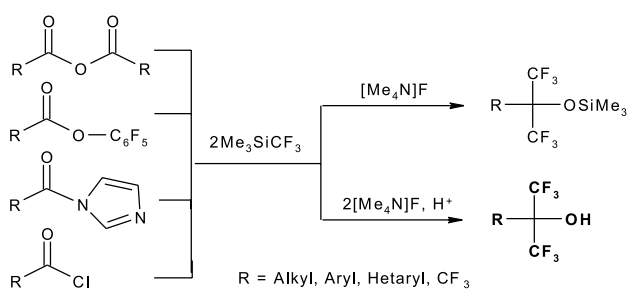 O O
R O R
O
R O–C₆F₅
O
R N N
O
R Cl
2Me₃SiCF₃
[Me₄N]F
2[Me₄N]F, H⁺
CF₃
R OSiMe₃
CF₃
CF₃
R OH
CF₃
R = Alkyl, Aryl, Hetaryl, CF₃